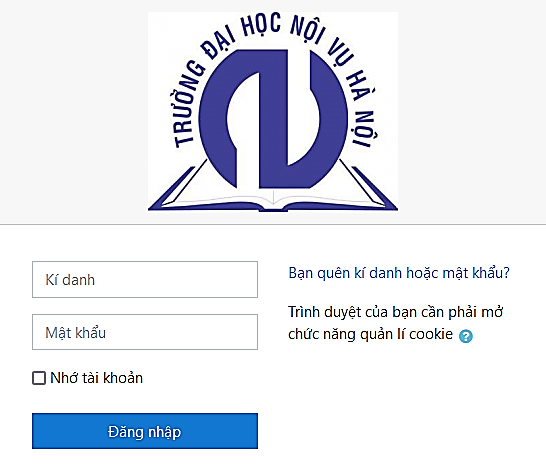 TRƯỜNG ĐẠI HỌC NỘI VỤ HÀ NỘI
Kí danh
Mật khẩu
Nhớ tài khoản
Đăng nhập
Bạn quên kí danh hoặc mật khẩu?
Trình duyệt của bạn cần phải mở
chức năng quản lí cookie